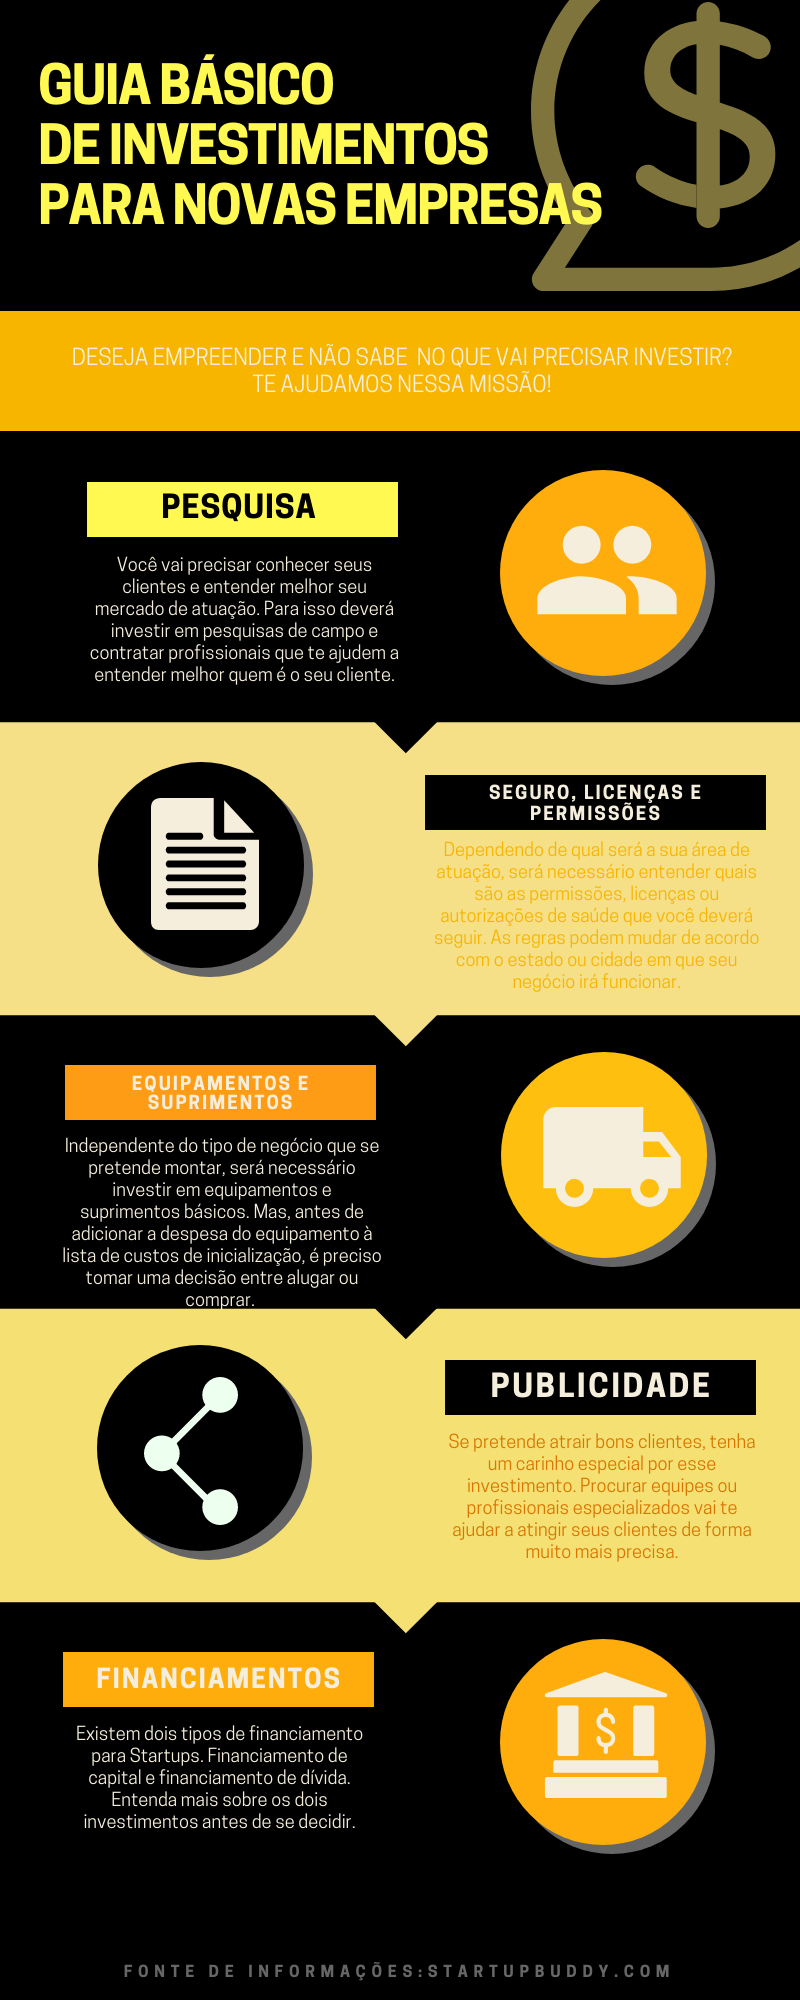 GUIA BÁSICO
DE INVESTIMENTOS
PARA NOVAS EMPRESAS
$
DESEJA EMPREENDER E NÃO SABE  NO QUE VAI PRECISAR INVESTIR?
TE AJUDAMOS NESSA MISSÃO!
PESQUISA
Você vai precisar conhecer seus
clientes e entender melhor seu
mercado de atuação. Para isso deverá
investir em pesquisas de campo e
contratar profissionais que te ajudem a
entender melhor quem é o seu cliente.
SEGURO, LICENÇAS E
PERMISSÕES
Dependendo de qual será a sua área de
atuação, será necessário entender quais
são as permissões, licenças ou
autorizações de saúde que você deverá
seguir. As regras podem mudar de acordo
com o estado ou cidade em que seu
negócio irá funcionar.
EQUIPAMENTOS E
SUPRIMENTOS
Independente do tipo de negócio que se
pretende montar, será necessário
investir em equipamentos e
suprimentos básicos. Mas, antes de
adicionar a despesa do equipamento à
lista de custos de inicialização, é preciso
tomar uma decisão entre alugar ou
comprar.
PUBLICIDADE
Se pretende atrair bons clientes, tenha
um carinho especial por esse
investimento. Procurar equipes ou
profissionais especializados vai te
ajudar a atingir seus clientes de forma
muito mais precisa.
FINANCIAMENTOS
Existem dois tipos de financiamento
para Startups. Financiamento de
capital e financiamento de dívida.
Entenda mais sobre os dois
investimentos antes de se decidir.
$
FONTE DE INFORMAÇÕES:STARTUPBUDDY.COM